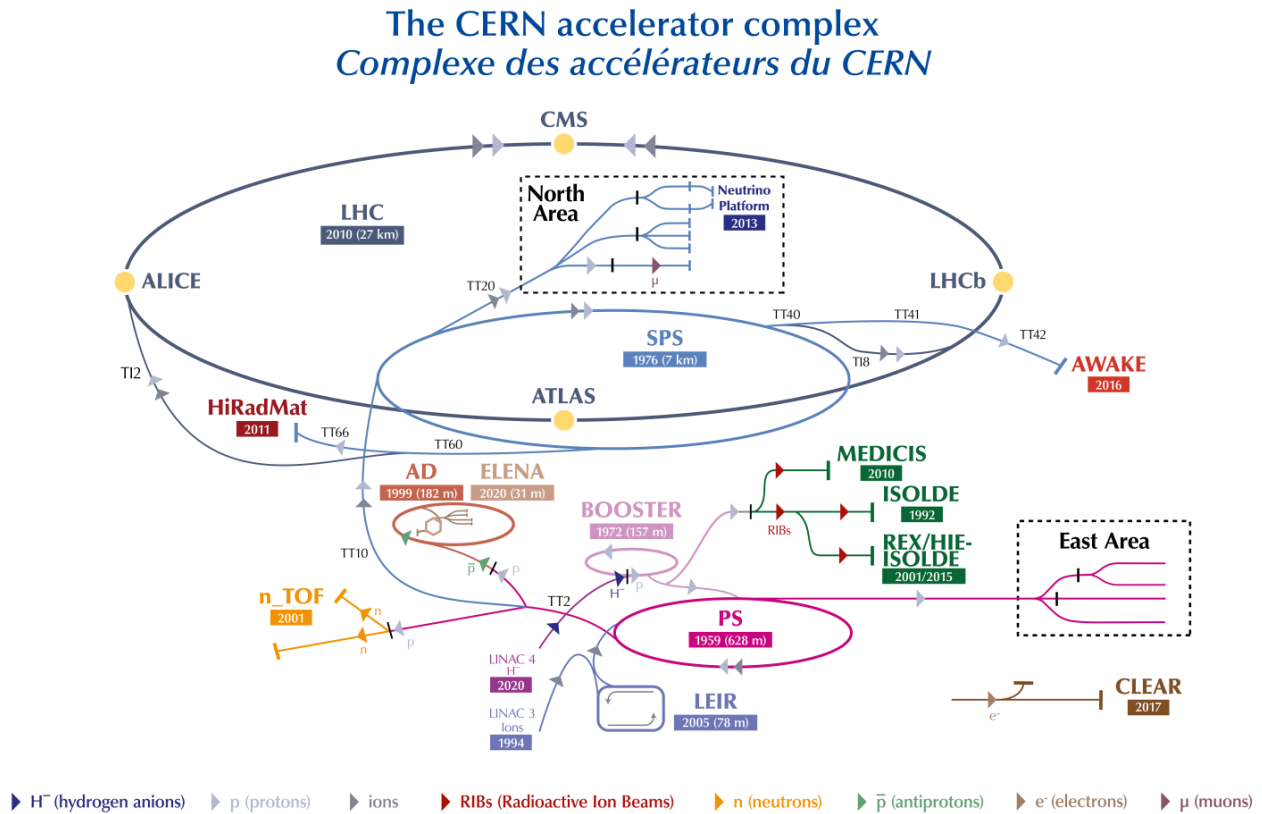 The CERN accelerator complex
Complexe des accélérateurs du CERN
CMS
North
Area
Neutrino
Platform
2013
LHC
2010 (27 km)
ALICE
LHCb
μ
TT20
SPS
1976 (7 km)
TT40
TT41
TT42
TI8
AWAKE
2016
TI2
ATLAS
HiRadMat
2011
TT66
TT60
AD
1999 (182 m)
ELENA
2020 (31 m)
BOOSTER
1972 (157 m)
MEDICIS
2010
ISOLDE
1992
RIBs
REX/HIE-
ISOLDE
2001/2015
East Area
TT10
p̅
p
H⁻
p
n_TOF
2001
n
n
p
TT2
PS
1959 (628 m)
LINAC 4
H⁻
2020
LINAC 3
Ions
1994
LEIR
2005 (78 m)
e⁻
CLEAR
2017
H⁻ (hydrogen anions)
p (protons)
ions
RIBs (Radioactive Ion Beams)
n (neutrons)
p̅ (antiprotons)
e⁻ (electrons)
μ (muons)